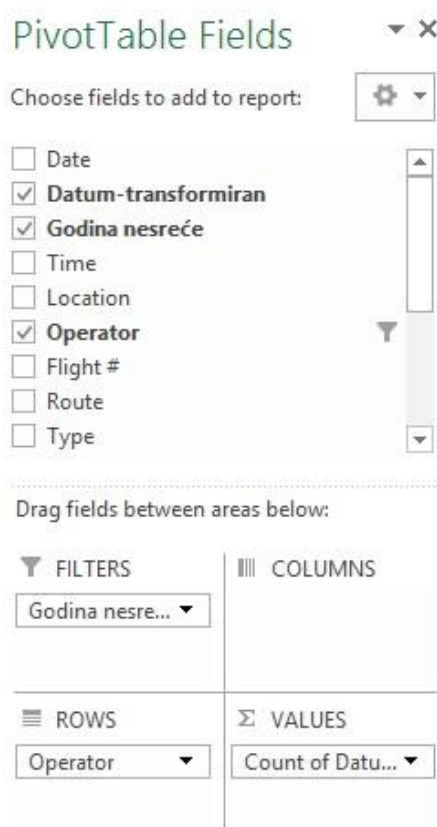 PivotTable Fields
Choose fields to add to report:
Date
Datum-transformiran
Godina nesreće
Time
Location
Operator
Flight #
Route
Type
Drag fields between areas below:
FILTERS
COLUMNS
Godina nesre...
ROWS
Σ VALUES
Operator
Count of Datu...